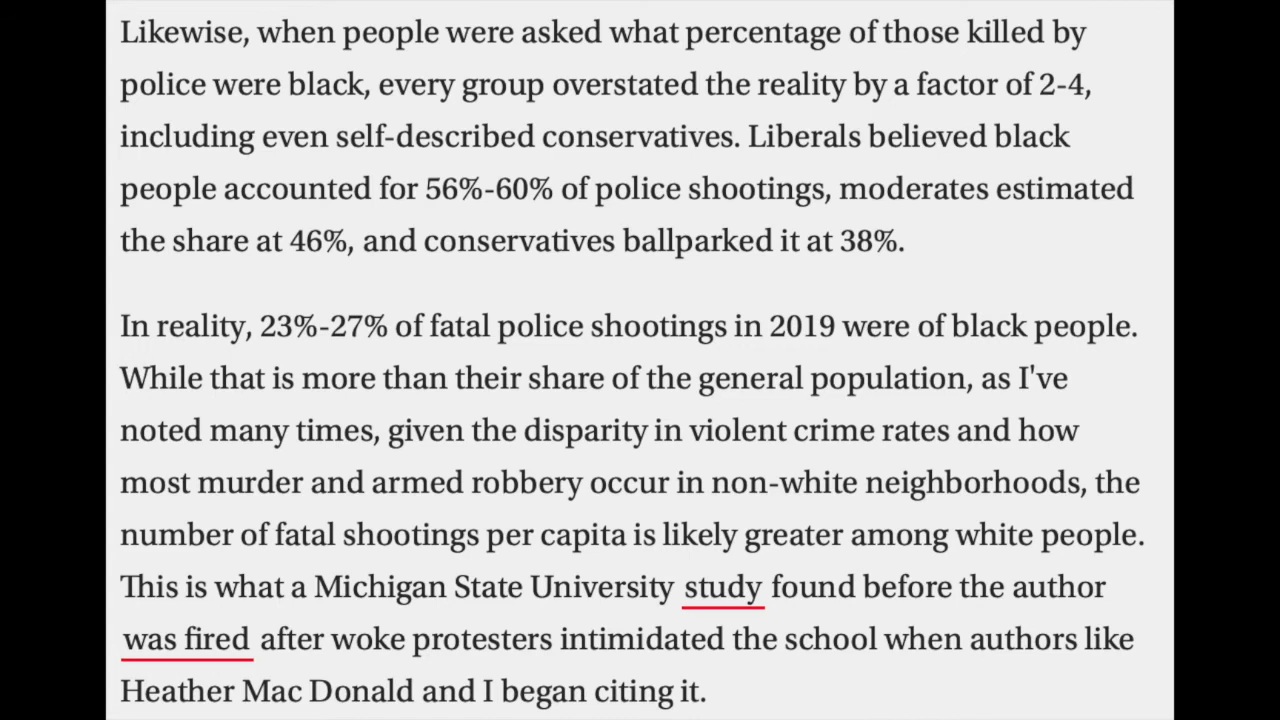 Likewise, when people were asked what percentage of those killed by
police were black, every group overstated the reality by a factor of 2-4,
including even self-described conservatives. Liberals believed black
people accounted for 56%-60% of police shootings, moderates estimated
the share at 46%, and conservatives ballparked it at 38%.
In reality, 23%-27% of fatal police shootings in 2019 were of black people.
While that is more than their share of the general population, as I've
noted many times, given the disparity in violent crime rates and how
most murder and armed robbery occur in non-white neighborhoods, the
number of fatal shootings per capita is likely greater among white people.
This is what a Michigan State University study found before the author
was fired after woke protesters intimidated the school when authors like
Heather Mac Donald and I began citing it.